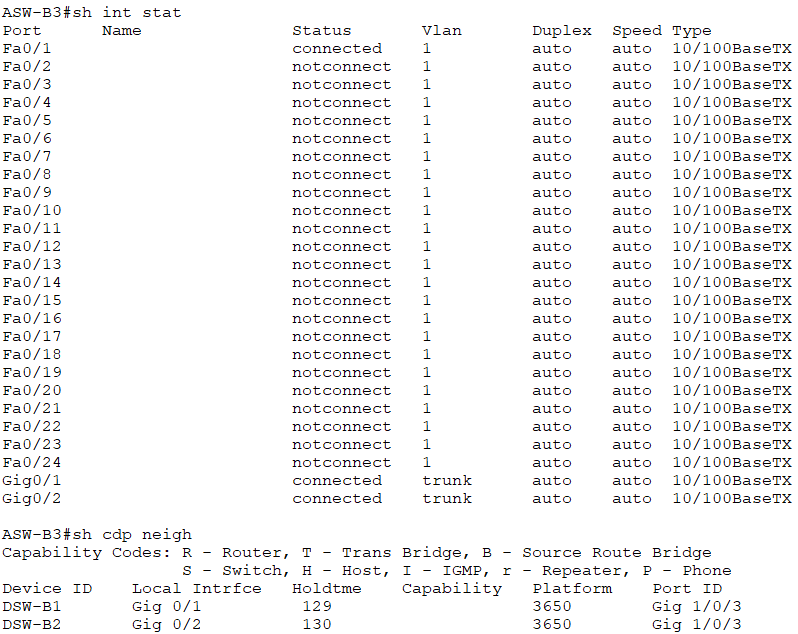 ASW-B3#sh int stat
Port      Name               Status       Vlan       Duplex  Speed Type
Fa0/1                        connected    1          auto    auto  10/100BaseTX
Fa0/2                        notconnect   1          auto    auto  10/100BaseTX
Fa0/3                        notconnect   1          auto    auto  10/100BaseTX
Fa0/4                        notconnect   1          auto    auto  10/100BaseTX
Fa0/5                        notconnect   1          auto    auto  10/100BaseTX
Fa0/6                        notconnect   1          auto    auto  10/100BaseTX
Fa0/7                        notconnect   1          auto    auto  10/100BaseTX
Fa0/8                        notconnect   1          auto    auto  10/100BaseTX
Fa0/9                        notconnect   1          auto    auto  10/100BaseTX
Fa0/10                       notconnect   1          auto    auto  10/100BaseTX
Fa0/11                       notconnect   1          auto    auto  10/100BaseTX
Fa0/12                       notconnect   1          auto    auto  10/100BaseTX
Fa0/13                       notconnect   1          auto    auto  10/100BaseTX
Fa0/14                       notconnect   1          auto    auto  10/100BaseTX
Fa0/15                       notconnect   1          auto    auto  10/100BaseTX
Fa0/16                       notconnect   1          auto    auto  10/100BaseTX
Fa0/17                       notconnect   1          auto    auto  10/100BaseTX
Fa0/18                       notconnect   1          auto    auto  10/100BaseTX
Fa0/19                       notconnect   1          auto    auto  10/100BaseTX
Fa0/20                       notconnect   1          auto    auto  10/100BaseTX
Fa0/21                       notconnect   1          auto    auto  10/100BaseTX
Fa0/22                       notconnect   1          auto    auto  10/100BaseTX
Fa0/23                       notconnect   1          auto    auto  10/100BaseTX
Fa0/24                       notconnect   1          auto    auto  10/100BaseTX
Gig0/1                       connected    trunk      auto    auto  10/100BaseTX
Gig0/2                       connected    trunk      auto    auto  10/100BaseTX
ASW-B3#sh cdp neigh
Capability Codes: R - Router, T - Trans Bridge, B - Source Route Bridge
                  S - Switch, H - Host, I - IGMP, r - Repeater, P - Phone
Device ID    Local Intrfce   Holdtme    Capability   Platform    Port ID
DSW-B1       Gig 0/1          129                    3650        Gig 1/0/3
DSW-B2       Gig 0/2          130                    3650        Gig 1/0/3